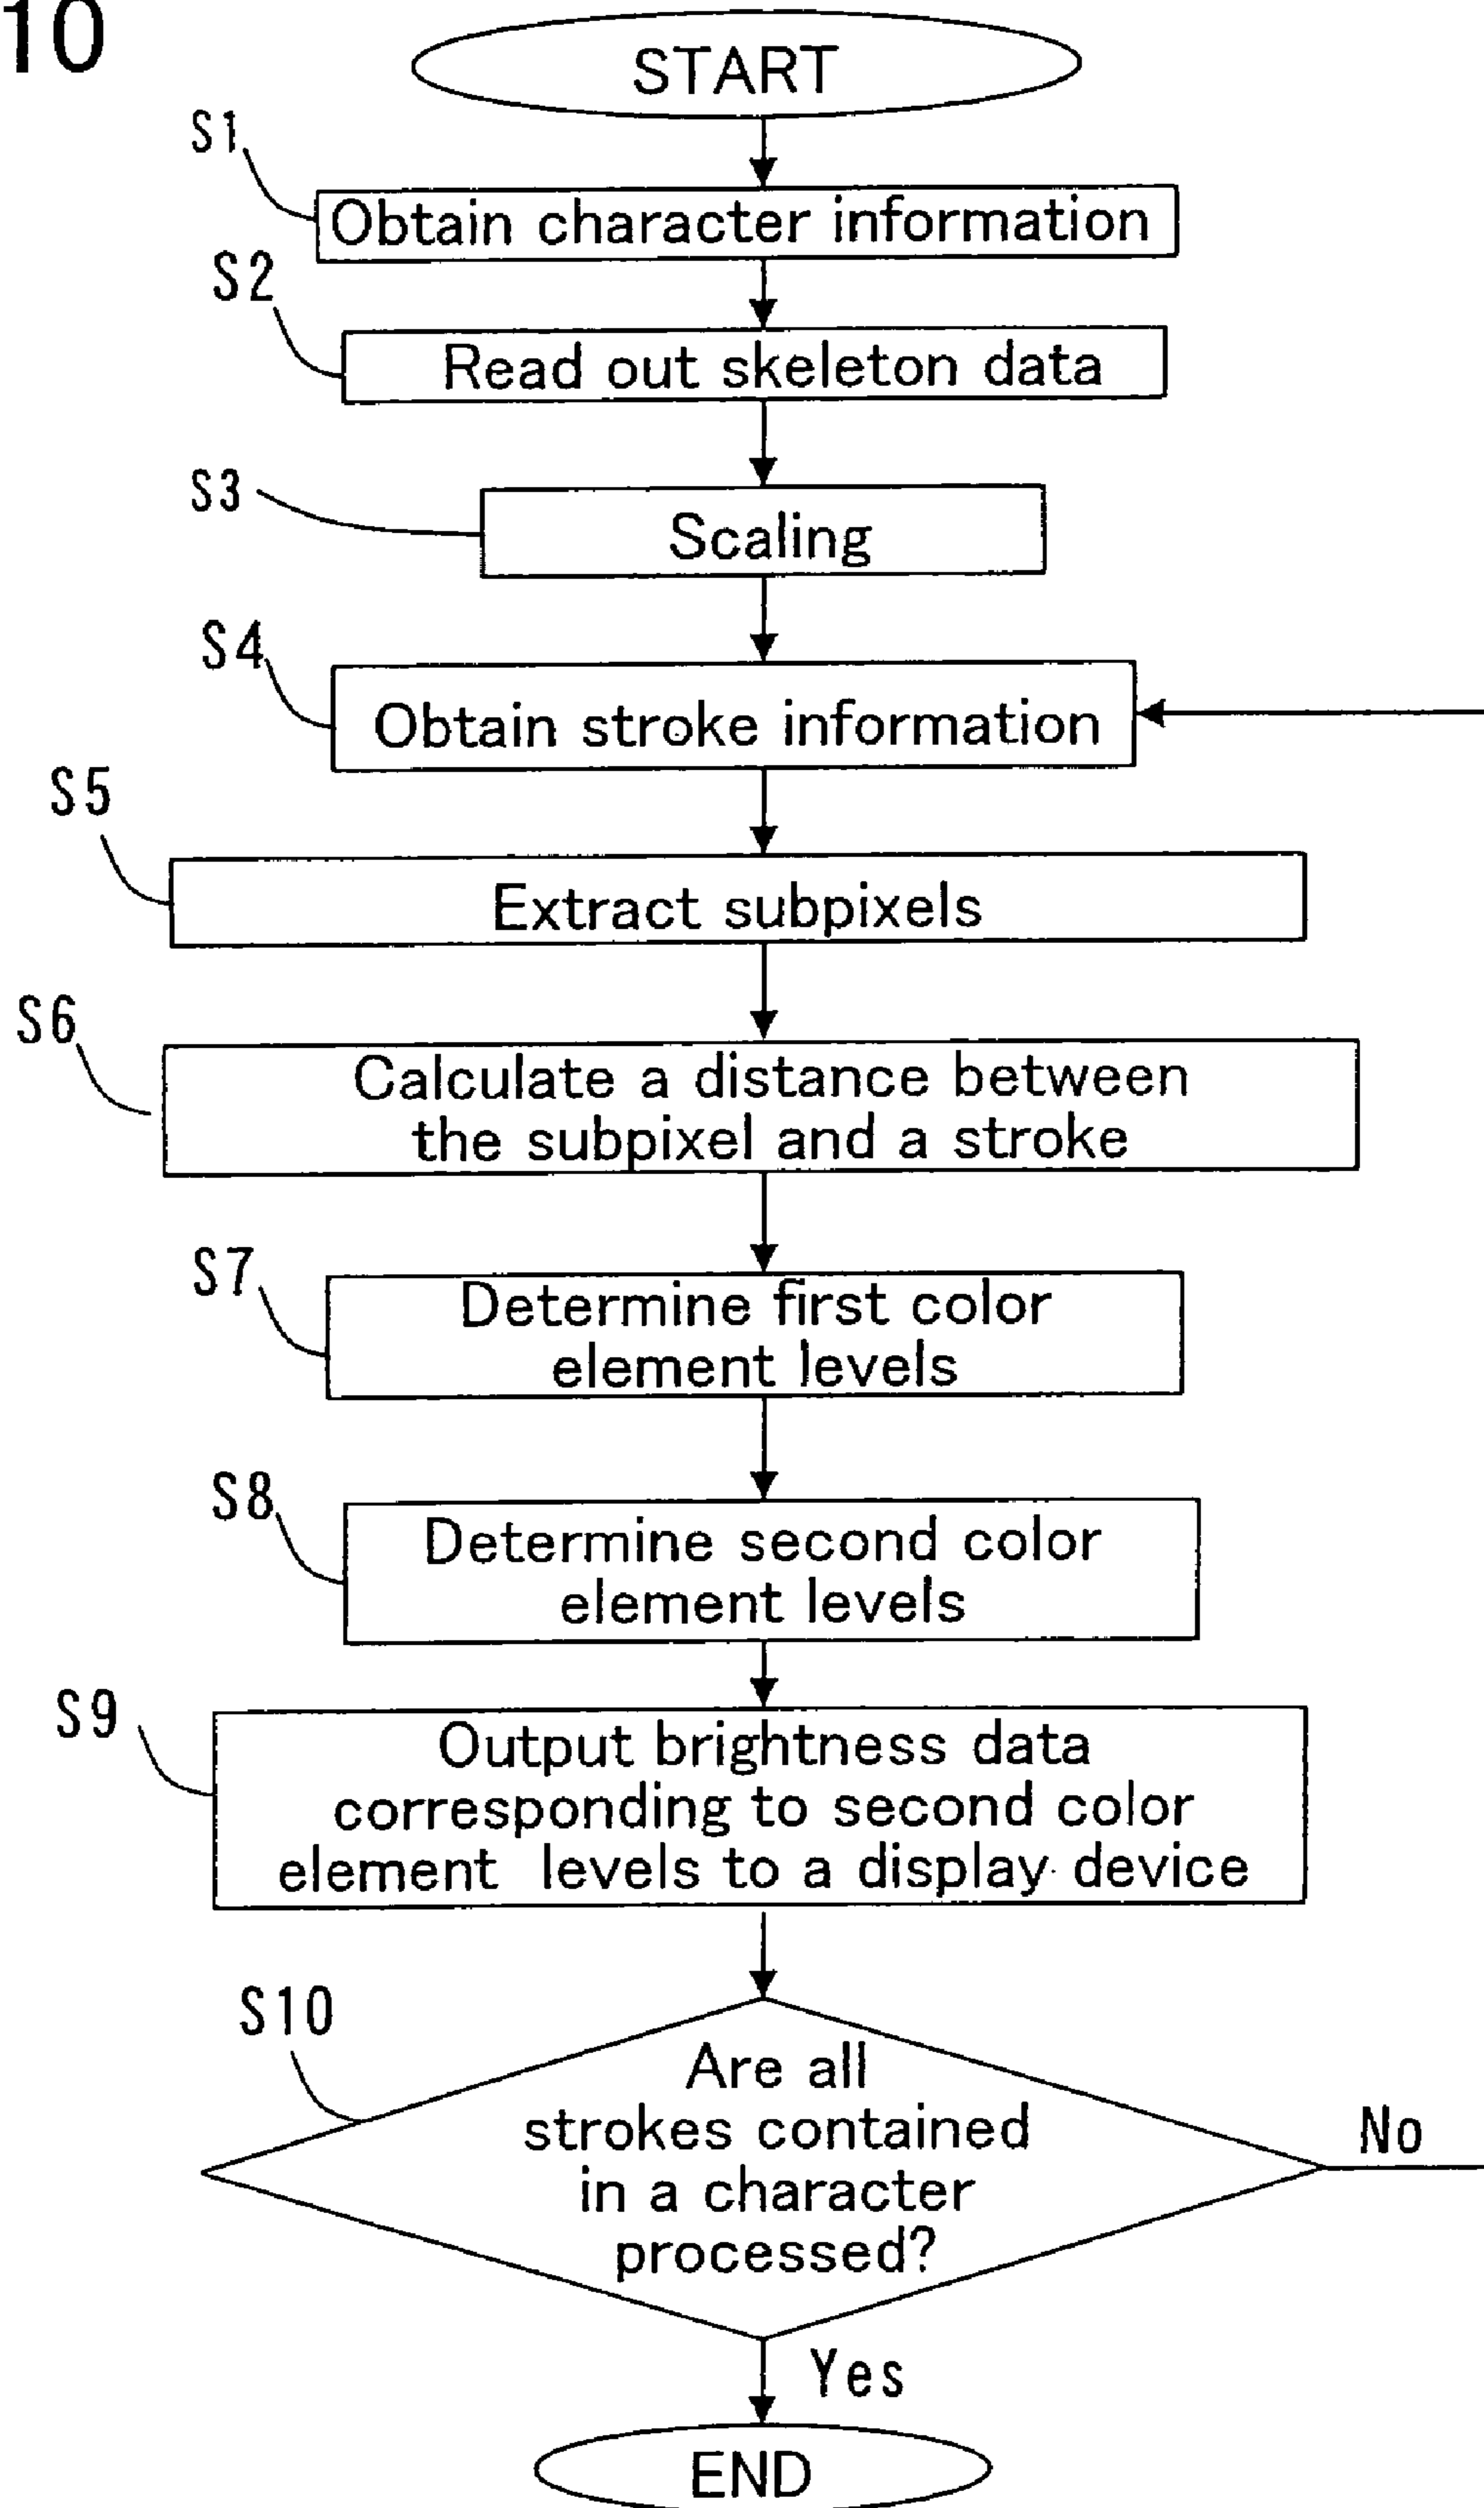 10
START
S1
Obtain character information
S2
Read out skeleton data
S3
Scaling
S4
Obtain stroke information
S5
Extract subpixels
S6
Calculate a distance between
the subpixel and a stroke
S7
Determine first color
element levels
S8
Determine second color
element levels
S9
Output brightness data
corresponding to second color
element levels to a display device
S10
Are all
strokes contained
in a character
processed?
No
Yes
END